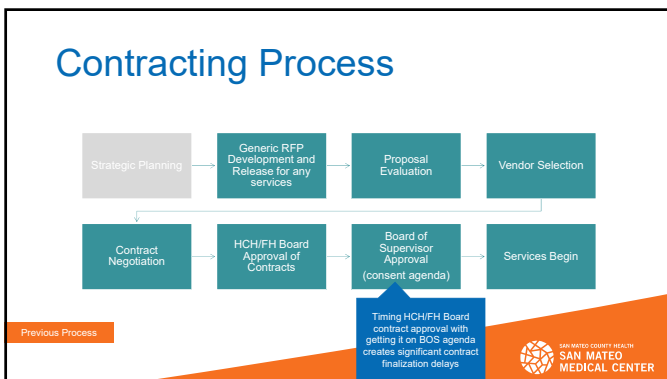 Contracting Process
Strategic Planning
Generic RFP
Development and
Release for any
services
Proposal
Evaluation
Vendor Selection
Contract
Negotiation
HCH/FH Board
Approval of
Contracts
Board of
Supervisor
Approval
(consent agenda)
Services Begin
Timing HCH/FH Board
contract approval with
getting it on BOS agenda
creates significant contract
finalization delays
Previous Process
SAN MATEO COUNTY HEALTH
SAN MATEO
MEDICAL CENTER